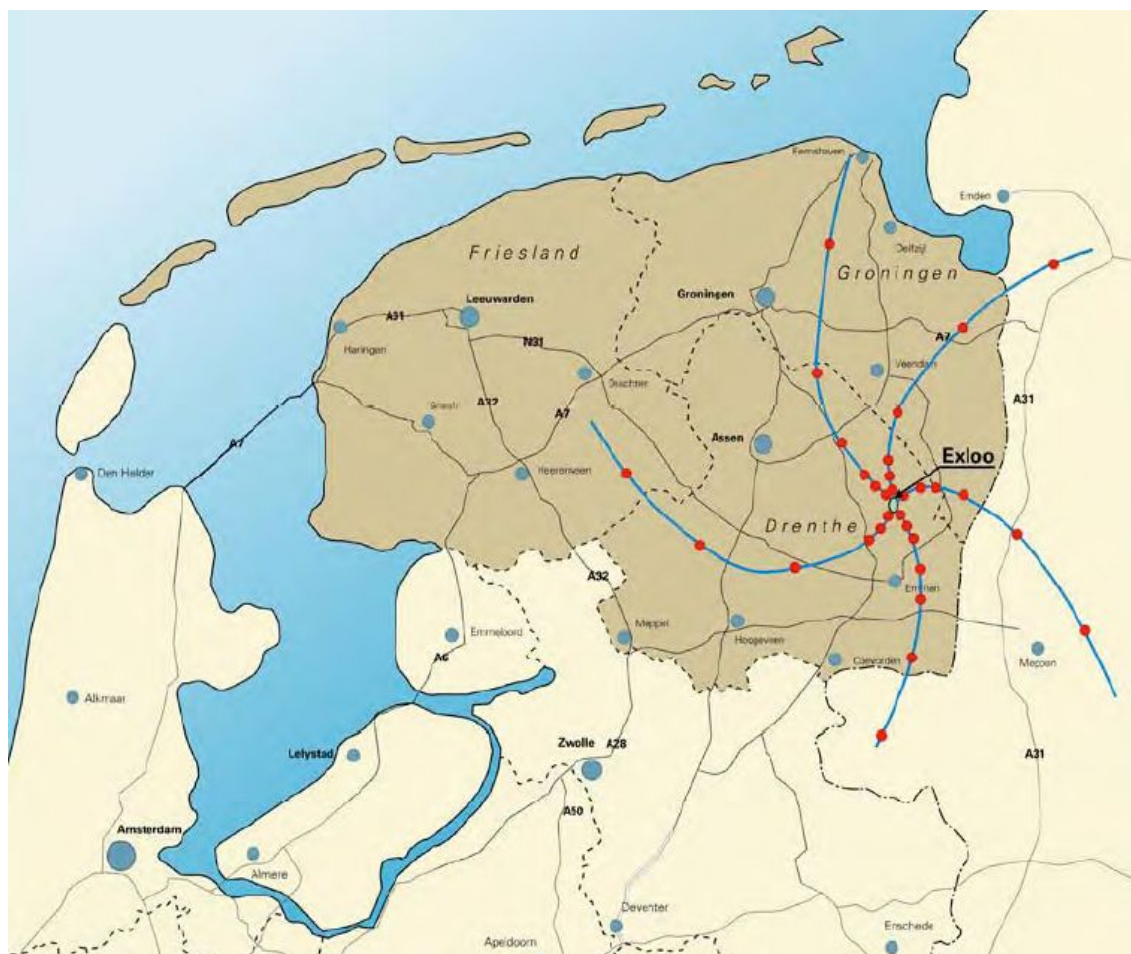 Eemshaven
Emden
Delfzijl
Friesland
Groningen
Groningen
Leeuwarden
A31
Haringen
N31
A7
Veendam
Drachten
A32
A7
A31
Assen
Exloo
A7
Heerenveen
Den Helder
Drenthe
A32
Emmen
Emmeloord
Meppel
Hoogeveen
A6
Coevorden
Meppen
Alkmaar
Lelystad
Zwolle
A28
A31
A50
Amsterdam
Almere
Deventer
Apeldoorn
Enschede